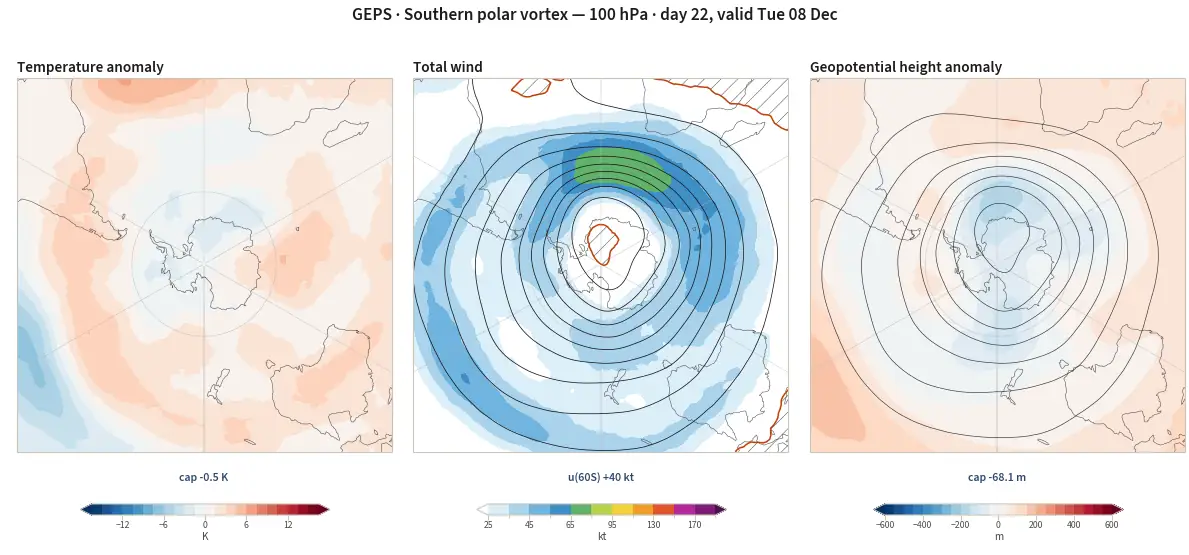 GEPS · Southern polar vortex — 100 hPa · day 22, valid Tue 08 Dec
Temperature anomaly
Total wind
Geopotential height anomaly
cap -0.5 K
u(60S) +40 kt
cap -68.1 m
−12 −6 0 6 12
K
25 45 65 95 130 170
kt
−600 −400 −200 0 200 400 600
m